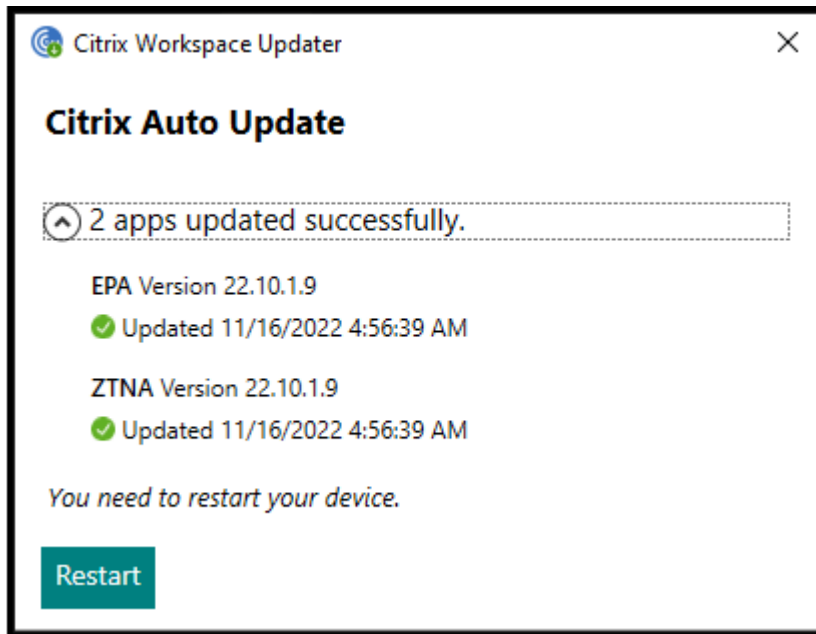 Citrix Workspace Updater
Citrix Auto Update
2 apps updated successfully.
EPA Version 22.10.1.9
Updated 11/16/2022 4:56:39 AM
ZTNA Version 22.10.1.9
Updated 11/16/2022 4:56:39 AM
You need to restart your device.
Restart